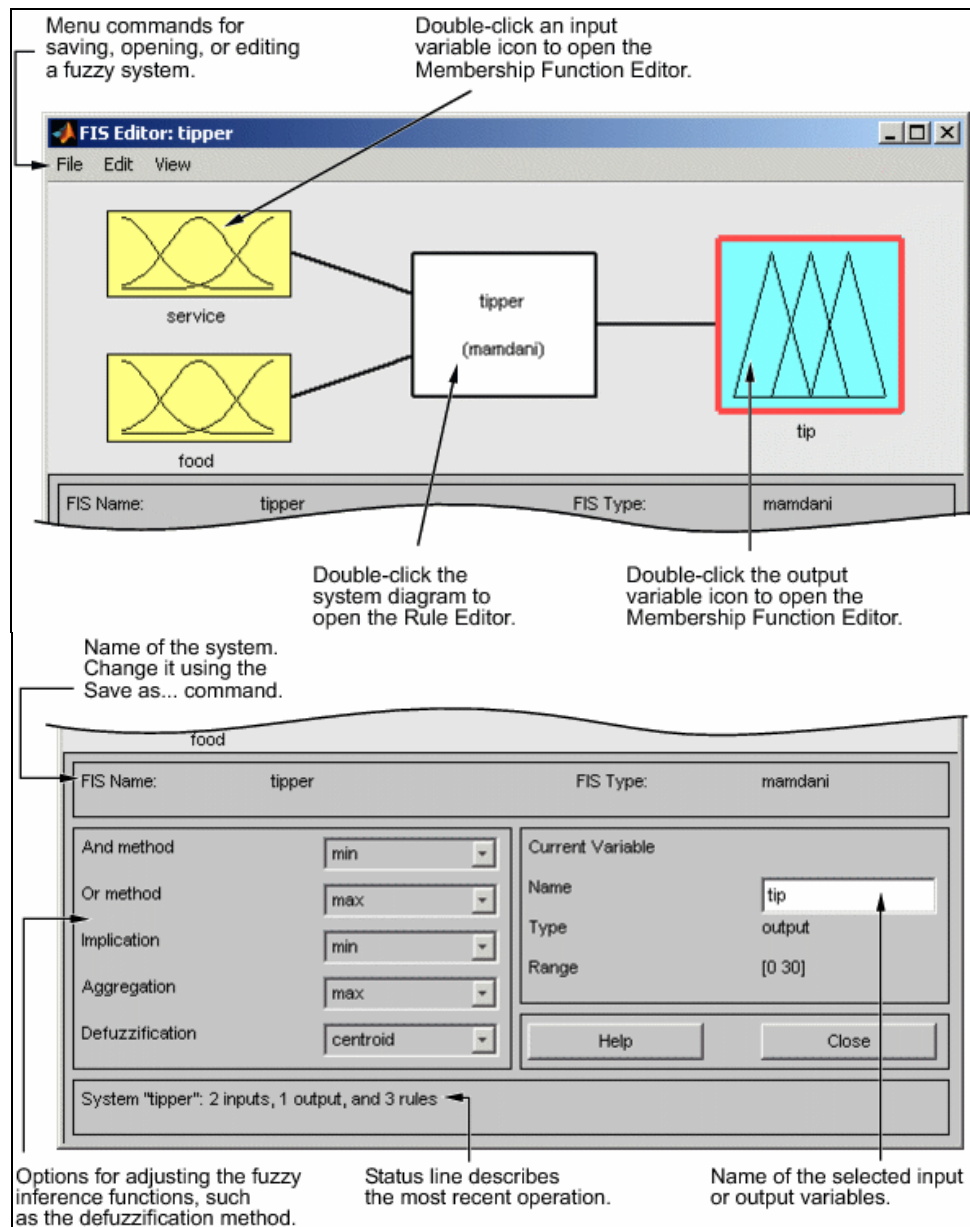 Menu commands for
saving, opening, or editing
a fuzzy system.
Double-click an input
variable icon to open the
Membership Function Editor.
FIS Editor: tipper
File Edit View
service
food
tipper
(mamdani)
tip
FIS Name: tipper FIS Type: mamdani
Double-click the
system diagram to
open the Rule Editor.
Double-click the output
variable icon to open the
Membership Function Editor.
Name of the system.
Change it using the
Save as... command.
food
FIS Name: tipper FIS Type: mamdani
And method min
Or method max
Implication min
Aggregation max
Defuzzification centroid
Current Variable
Name tip
Type output
Range [0 30]
Help Close
System "tipper": 2 inputs, 1 output, and 3 rules
Options for adjusting the fuzzy
inference functions, such
as the defuzzification method.
Status line describes
the most recent operation.
Name of the selected input
or output variables.